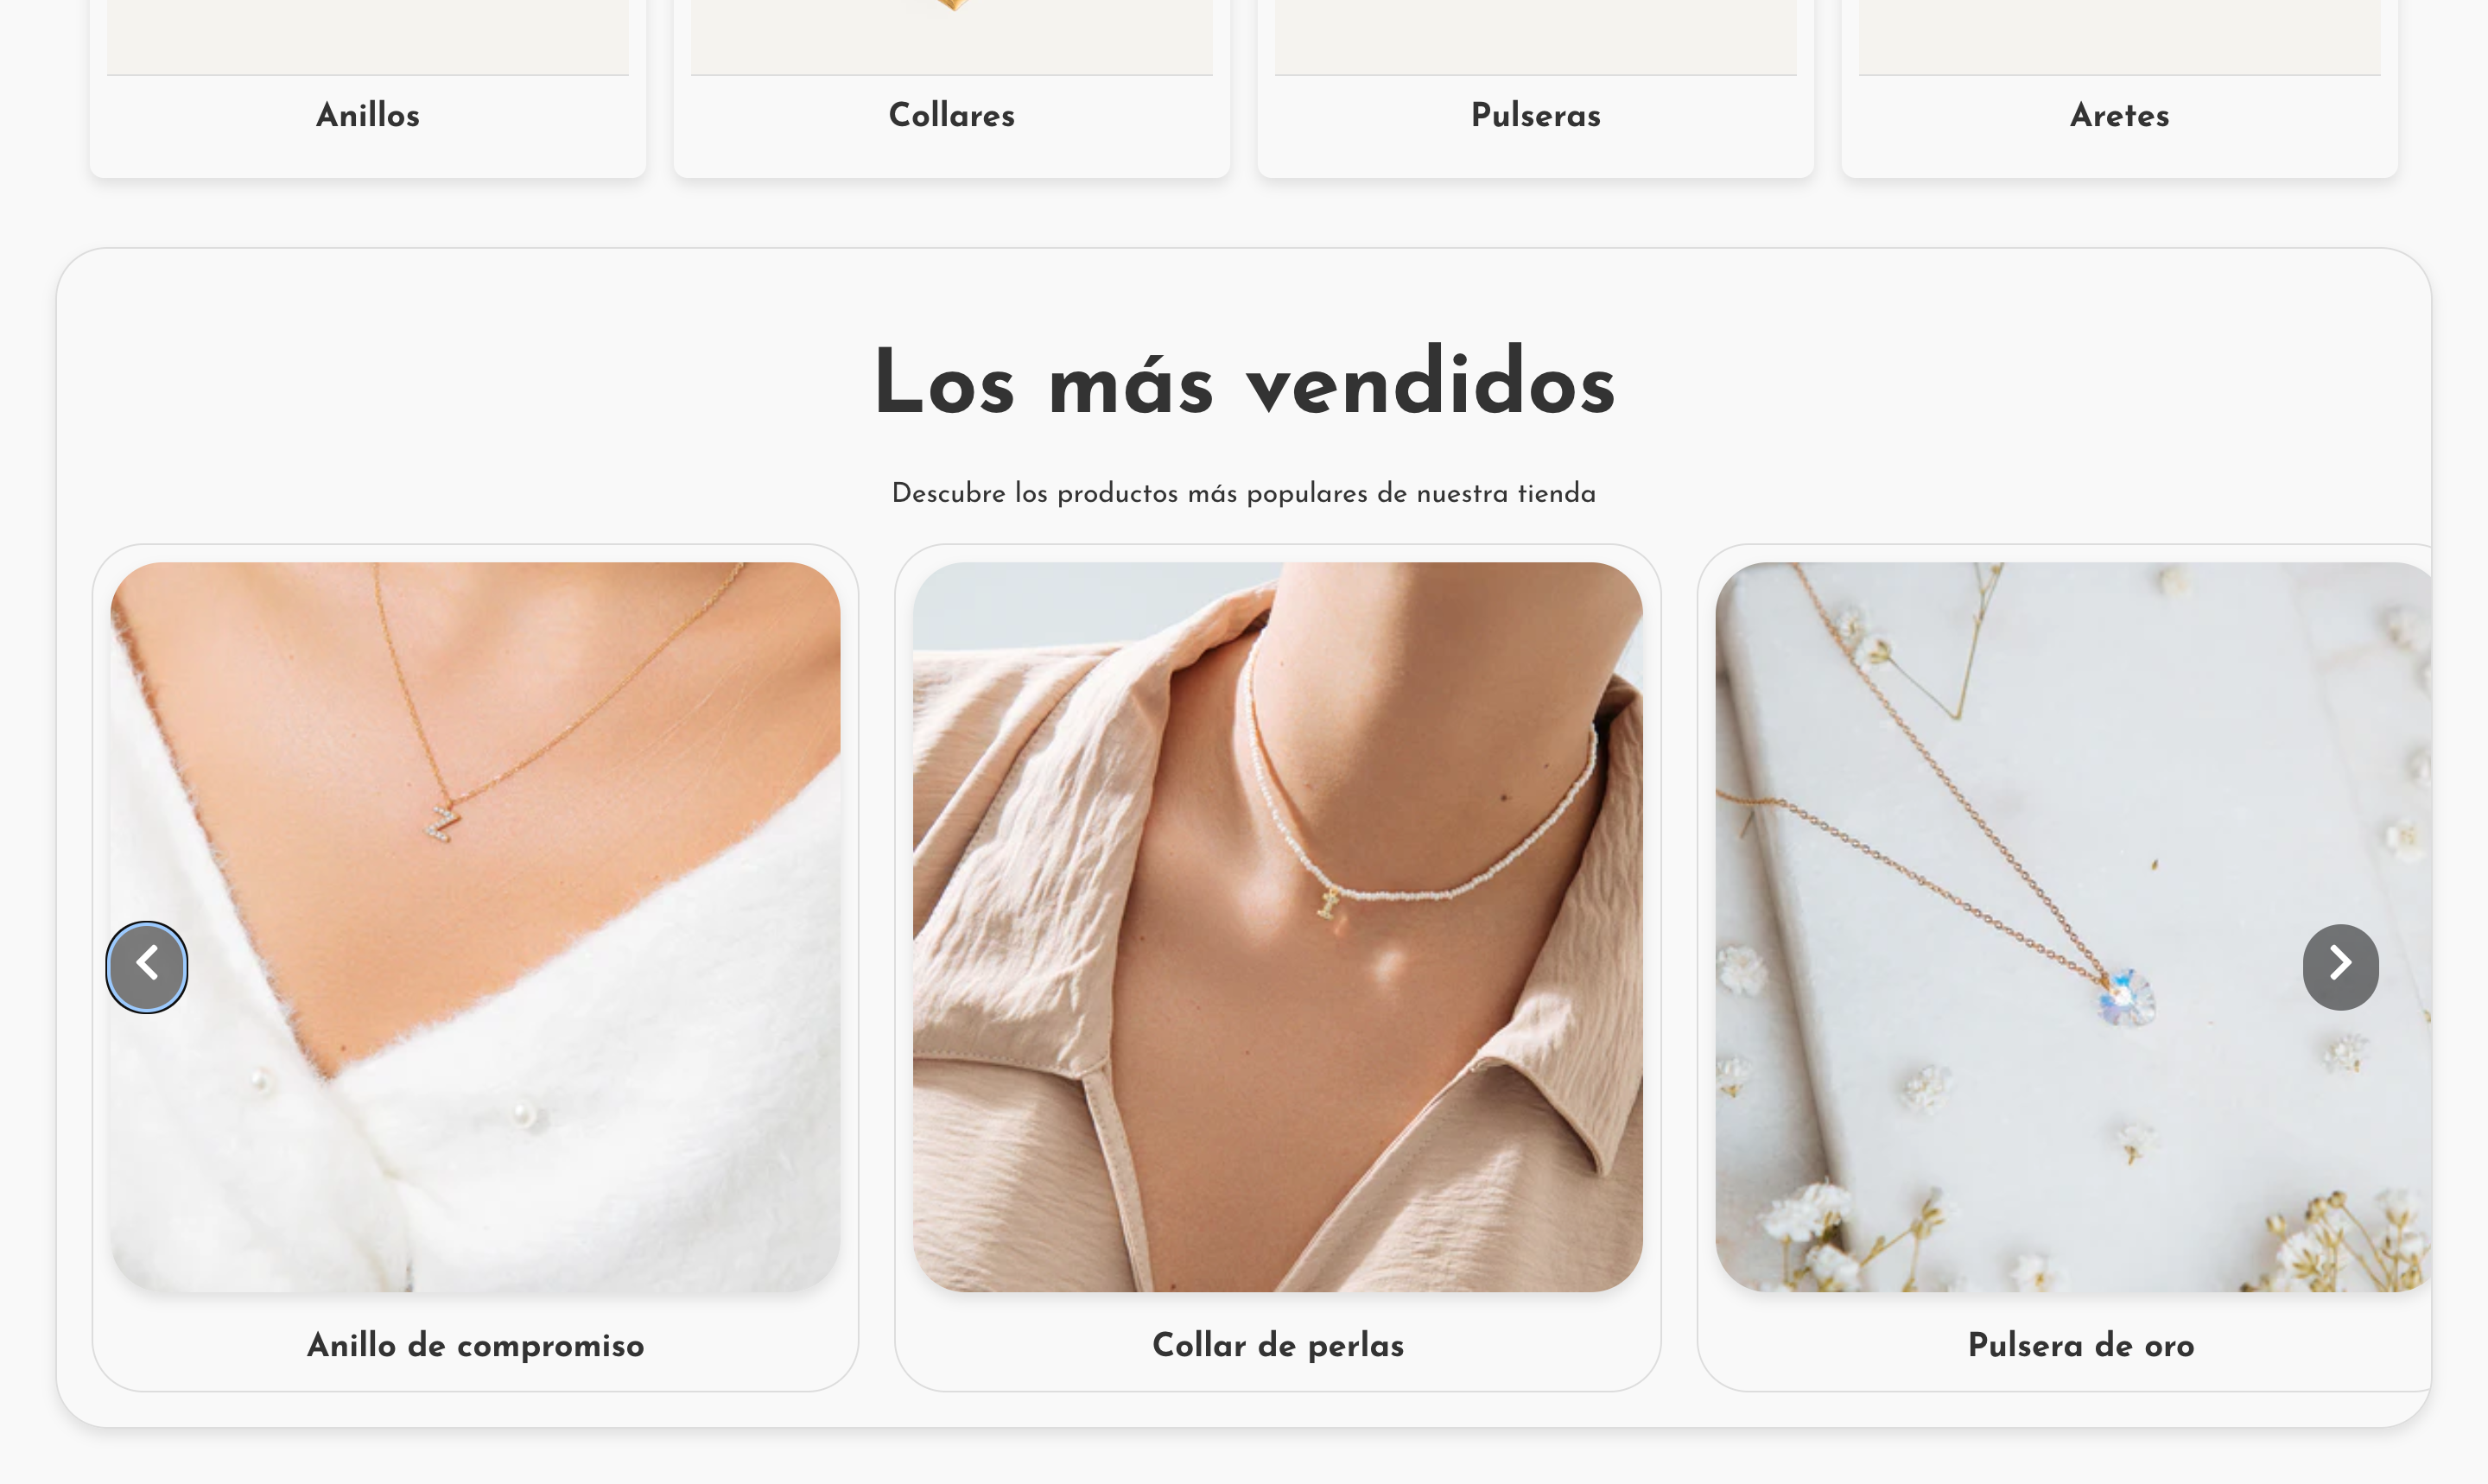 Anillos
Collares
Pulseras
Aretes
Los más vendidos
Descubre los productos más populares de nuestra tienda
Anillo de compromiso
Collar de perlas
Pulsera de oro